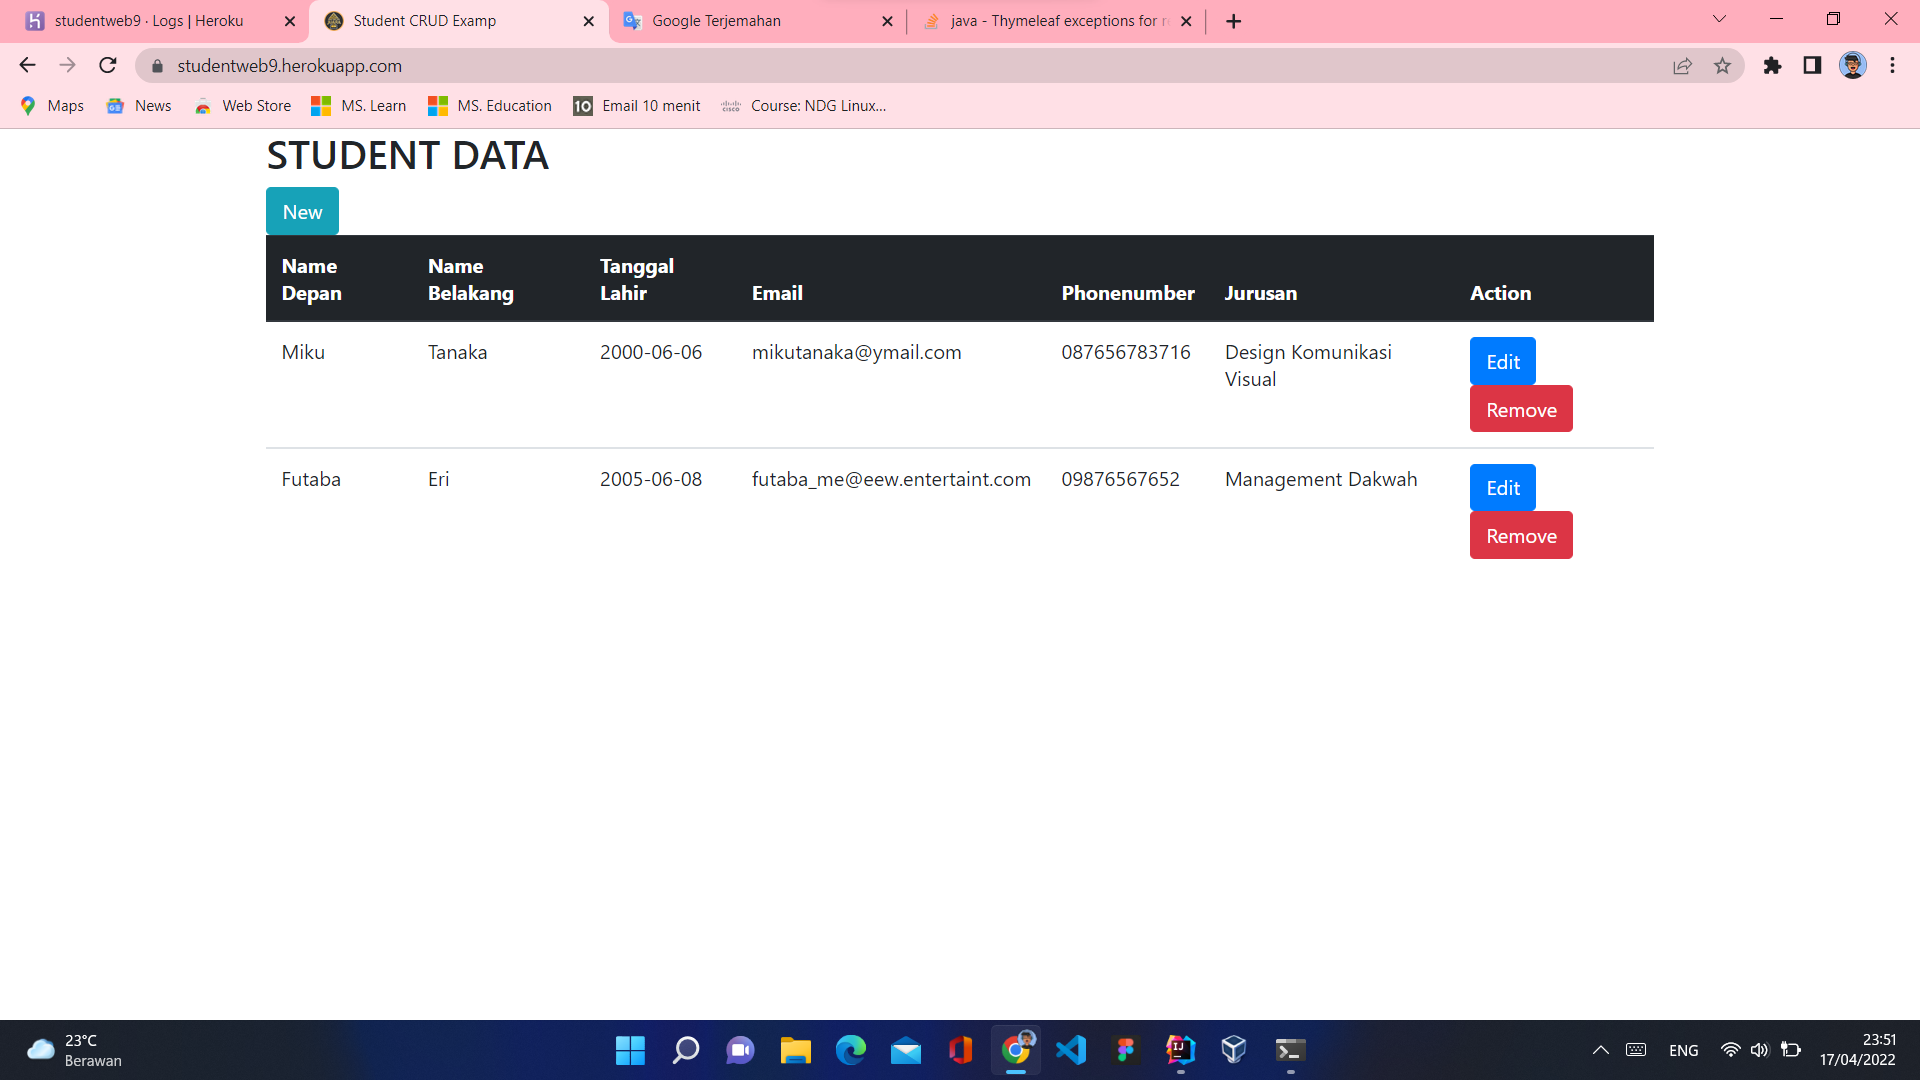 studentweb9 · Logs | Heroku
Student CRUD Examp
Google Terjemahan
java - Thymeleaf exceptions for re
studentweb9.herokuapp.com
Maps
News
Web Store
MS. Learn
MS. Education
10
Email 10 menit
CISCO
Course: NDG Linux...
STUDENT DATA
New
Name Depan Name Belakang Tanggal Lahir Email Phonenumber Jurusan Action
Miku Tanaka 2000-06-06 mikutanaka@ymail.com 087656783716 Design Komunikasi Visual
Edit
Remove
Futaba Eri 2005-06-08 futaba_me@eew.entertaint.com 09876567652 Management Dakwah
Edit
Remove
23°C
Berawan
ENG
23:51
17/04/2022